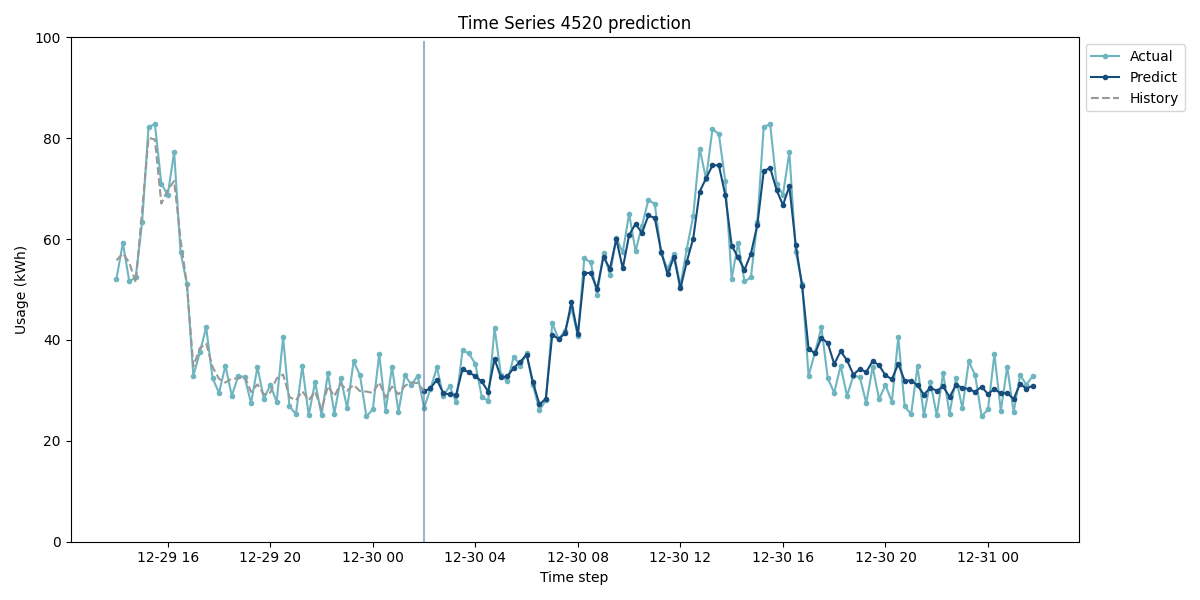 Time Series 4520 prediction
100
80
60
40
20
0
Usage (kWh)
12-29 16
12-29 20
12-30 00
12-30 04
12-30 08
12-30 12
12-30 16
12-30 20
12-31 00
Time step
Actual
Predict
History